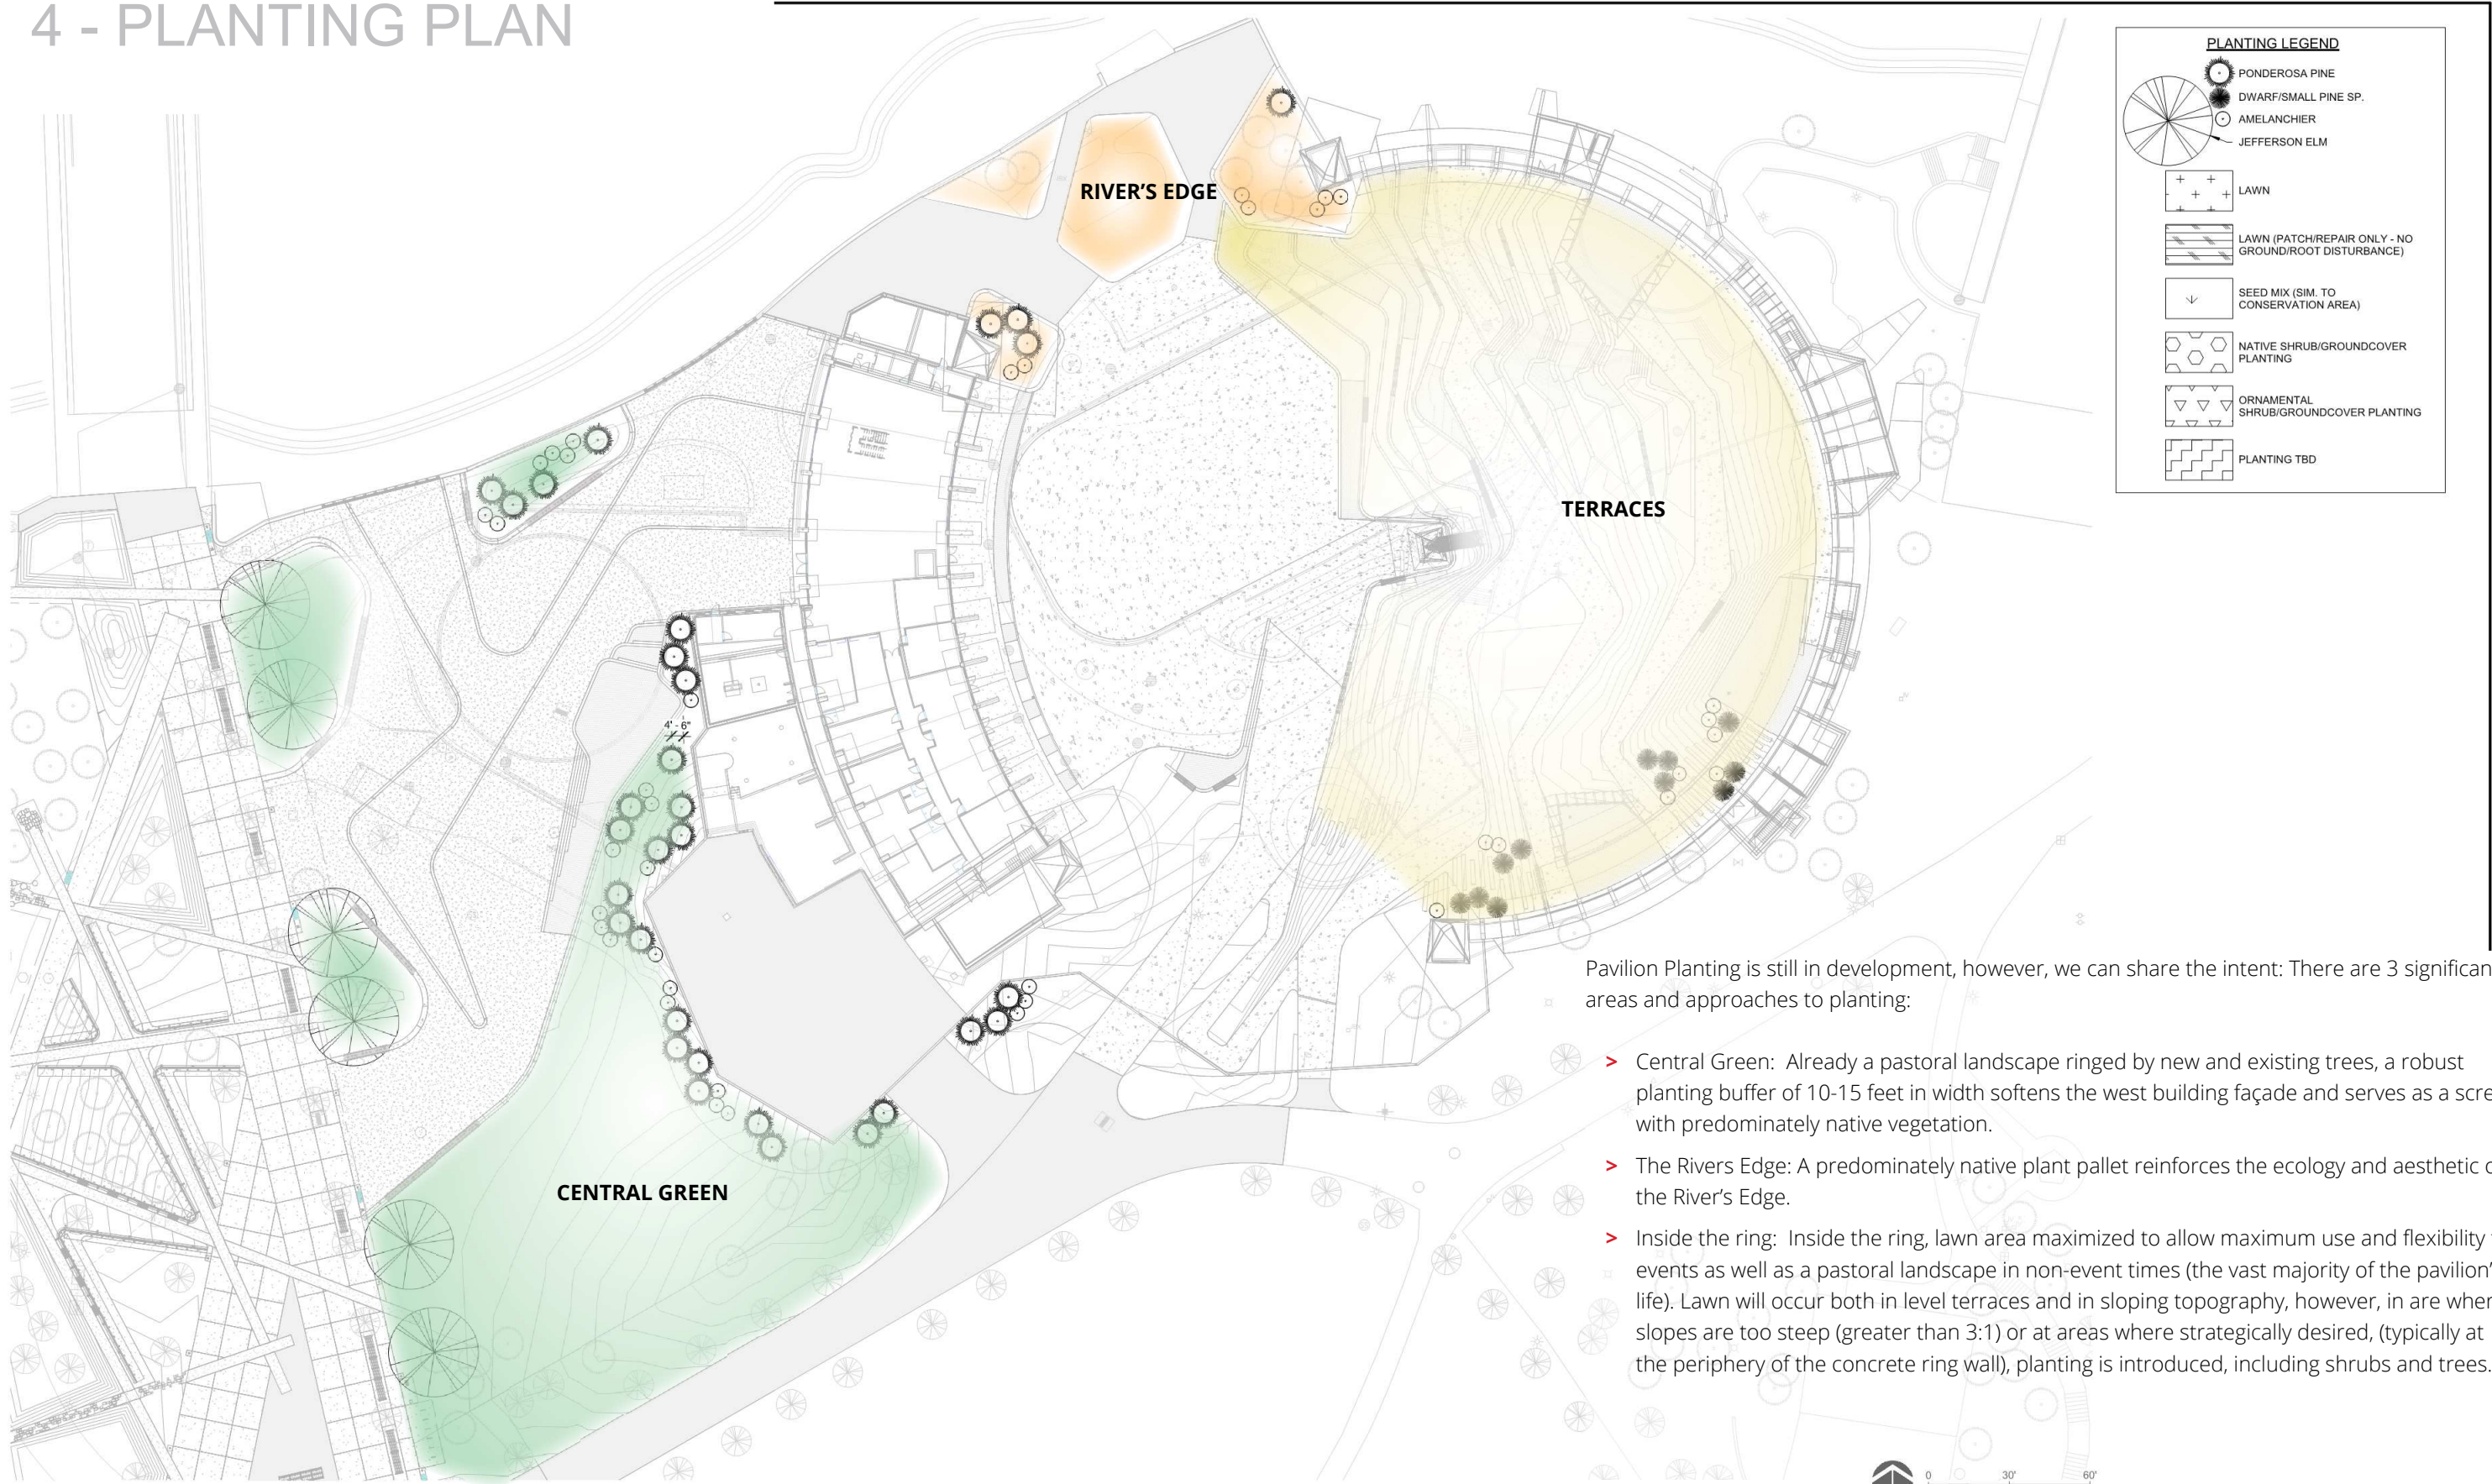 4 - PLANTING PLAN
PLANTING LEGEND
PONDEROSA PINE
DWARF/SMALL PINE SP.
AMELANCHIER
JEFFERSON ELM
LAWN
LAWN (PATCH/REPAIR ONLY - NO
GROUND/ROOT DISTURBANCE)
SEED MIX (SIM. TO
CONSERVATION AREA)
NATIVE SHRUB/GROUNDCOVER
PLANTING
ORNAMENTAL
SHRUB/GROUNDCOVER PLANTING
PLANTING TBD
RIVER'S EDGE
TERRACES
4' - 6"
CENTRAL GREEN
Pavilion Planting is still in development, however, we can share the intent: There are 3 significan
areas and approaches to planting:
> Central Green: Already a pastoral landscape ringed by new and existing trees, a robust
planting buffer of 10-15 feet in width softens the west building façade and serves as a scre
with predominately native vegetation.
> The Rivers Edge: A predominately native plant pallet reinforces the ecology and aesthetic
the River's Edge.
> Inside the ring: Inside the ring, lawn area maximized to allow maximum use and flexibility
events as well as a pastoral landscape in non-event times (the vast majority of the pavilion'
life). Lawn will occur both in level terraces and in sloping topography, however, in are wher
slopes are too steep (greater than 3:1) or at areas where strategically desired, (typically at
the periphery of the concrete ring wall), planting is introduced, including shrubs and trees.
0 30' 60'